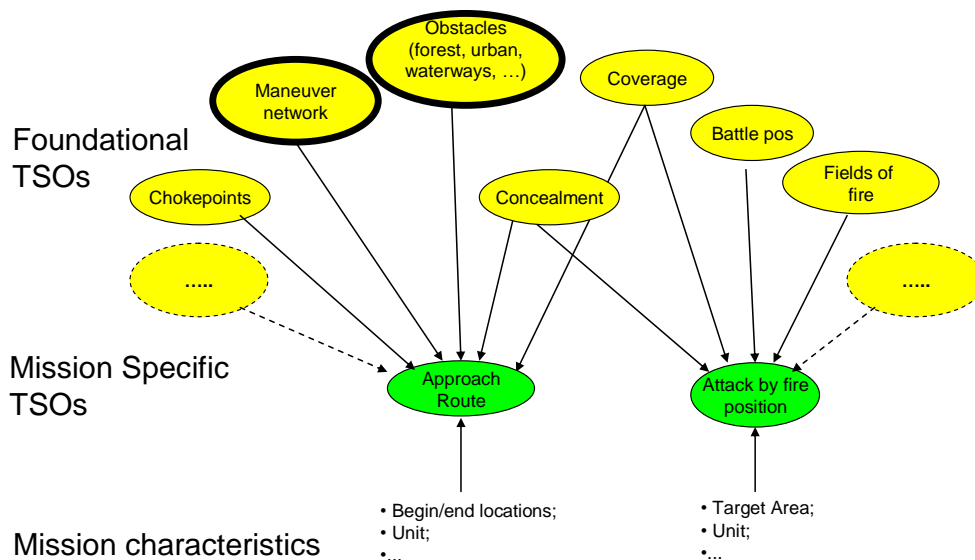 Obstacles
(forest, urban,
waterways, …)
Maneuver
network
Coverage
Battle pos
Foundational
TSOs
Fields of
fire
Chokepoints
Concealment
…..
…..
Mission Specific
TSOs
Approach
Route
Attack by fire
position
• Begin/end locations;
• Unit;
•...
• Target Area;
• Unit;
•...
Mission characteristics